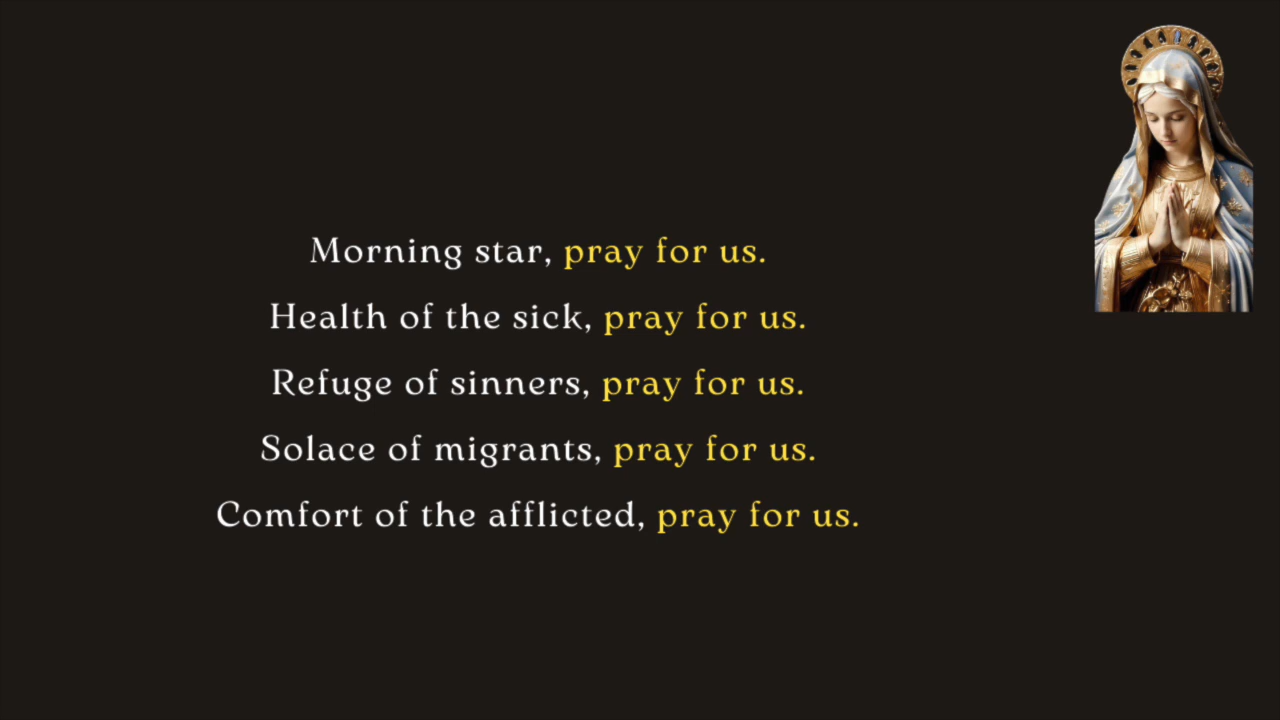 Morning star, pray for us.
Health of the sick, pray for us.
Refuge of sinners, pray for us.
Solace of migrants, pray for us.
Comfort of the afflicted, pray for us.